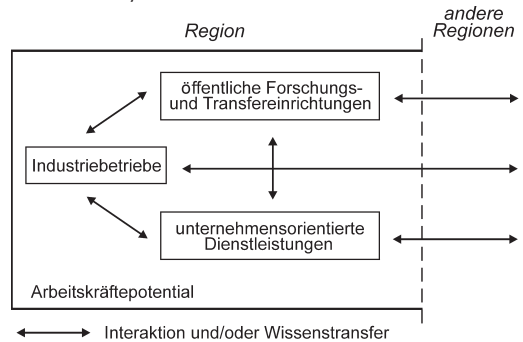 andere
Region Regionen
öffentliche Forschungs-
und Transfereinrichtungen
Industriebetriebe
unternehmensorientierte
Dienstleistungen
Arbeitskräftepotential
Interaktion und/oder Wissenstransfer